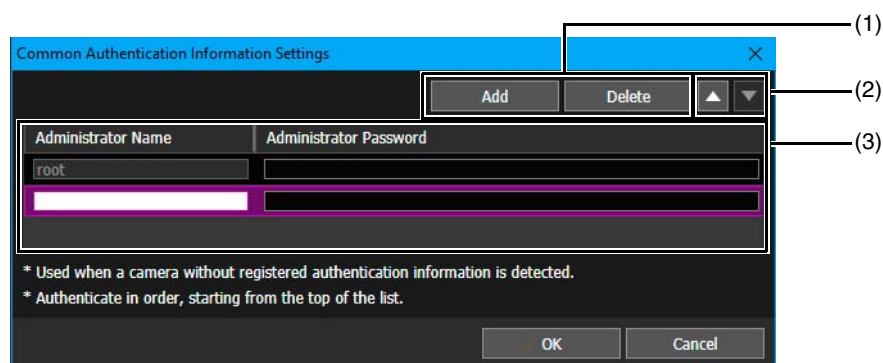 (1)
Common Authentication Information Settings
Add Delete
(2)
Administrator Name Administrator Password
(3)
root
* Used when a camera without registered authentication information is detected.
* Authenticate in order, starting from the top of the list.
OK Cancel